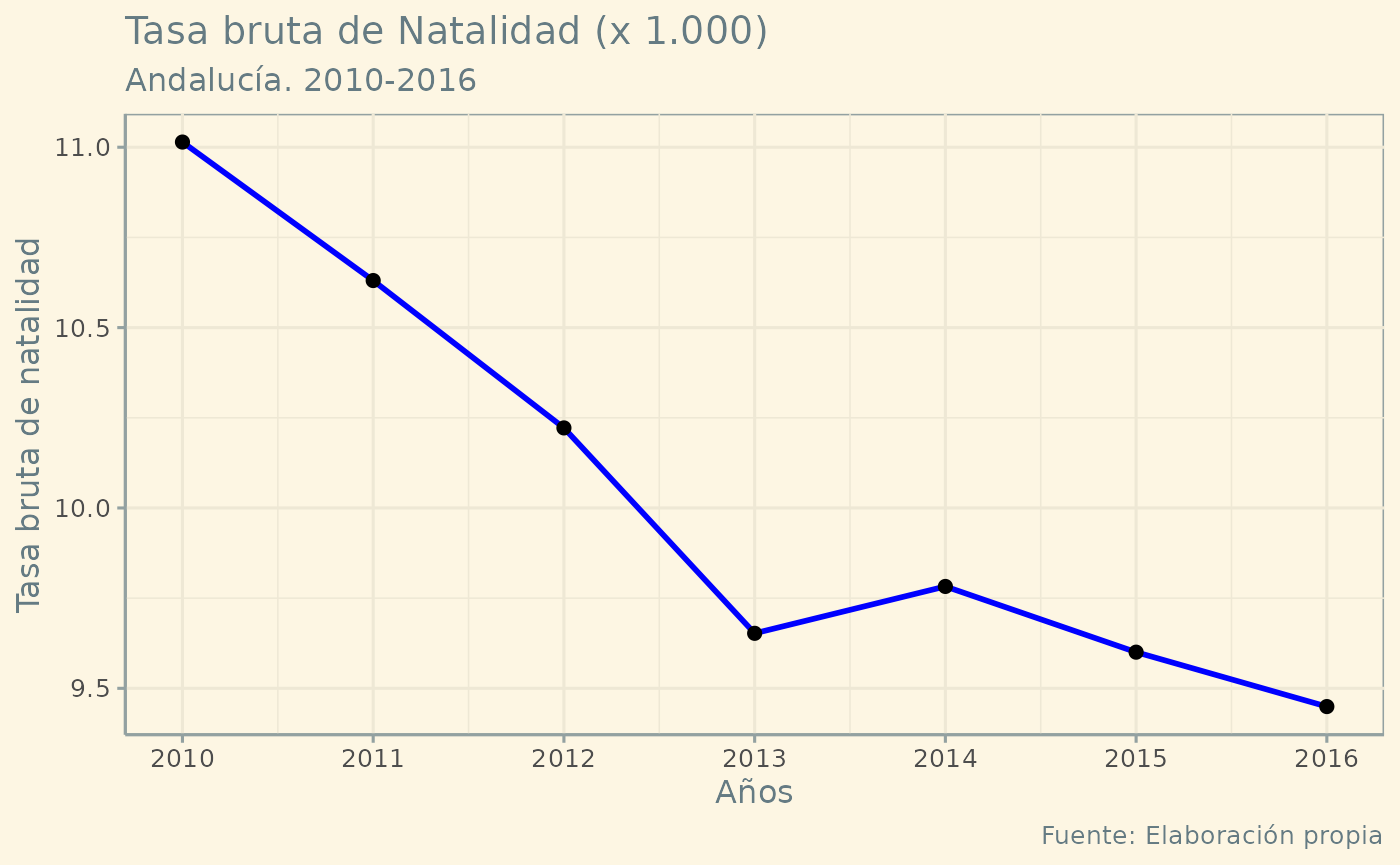 Tasa bruta de Natalidad (x 1.000)
Andalucía. 2010-2016
Tasa bruta de natalidad
11.0
10.5
10.0
9.5
2010 2011 2012 2013 2014 2015 2016
Años
Fuente: Elaboración propia